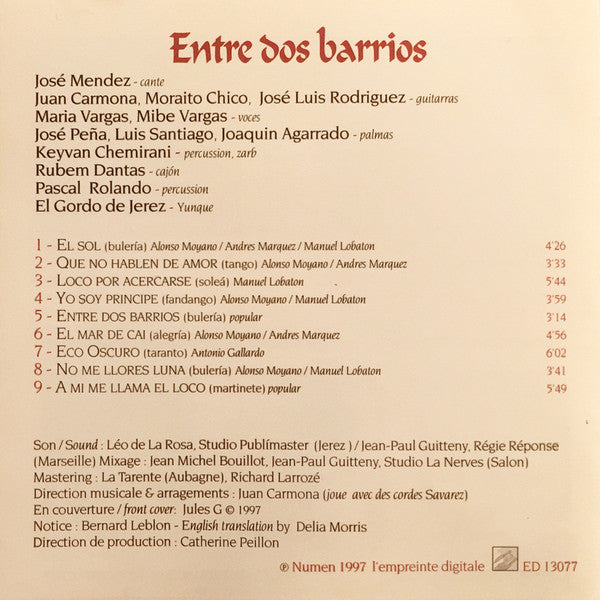 Entre dos barrios
José Mendez - cante
Juan Carmona, Moraito Chico, José Luis Rodriguez - guitarras
Maria Vargas, Mibe Vargas - voces
José Peña, Luis Santiago, Joaquin Agarrado - palmas
Keyvan Chemirani - percussion, zarb
Rubem Dantas - cajón
Pascal Rolando - percussion
El Gordo de Jerez - Yunque
1 - El sol (bulería) Alonso Moyano / Andres Marquez / Manuel Lobaton 4'26
2 - Que no hablen de amor (tango) Alonso Moyano / Andres Marquez 3'33
3 - Loco por acercarse (soleá) Manuel Lobaton 5'44
4 - Yo soy principe (fandango) Alonso Moyano / Manuel Lobaton 3'59
5 - Entre dos barrios (bulería) popular 3'14
6 - El mar de cai (alegría) Alonso Moyano / Andres Marquez 4'56
7 - Eco Oscuro (taranto) Antonio Gallardo 6'02
8 - No me llores luna (bulería) Alonso Moyano / Manuel Lobaton 3'41
9 - A mi me llama el loco (martinete) popular 5'49
Son / Sound : Léo de La Rosa, Studio Publímaster (Jerez) / Jean-Paul Guitteny, Régie Réponse
(Marseille) Mixage : Jean Michel Bouillot, Jean-Paul Guitteny, Studio La Nerves (Salon)
Mastering : La Tarente (Aubagne), Richard Larrozé
Direction musicale & arragements : Juan Carmona (joue avec des cordes Savarez)
En couverture / front cover: Jules G © 1997
Notice : Bernard Leblon - English translation by Delia Morris
Direction de production : Catherine Peillon
℗ Numen 1997 l'empreinte digitale ED 13077